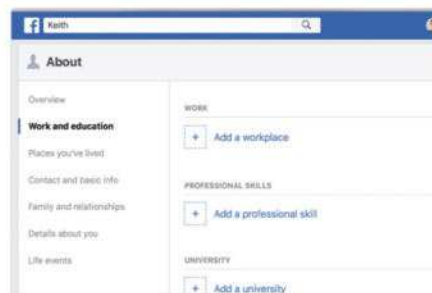 f Keith
About
Overview
Work and education
Places you've lived
Contact and basic info
Family and relationships
Details about you
Life events
WORK
+ Add a workplace
PROFESSIONAL SKILLS
+ Add a professional skill
UNIVERSITY
+ Add a university